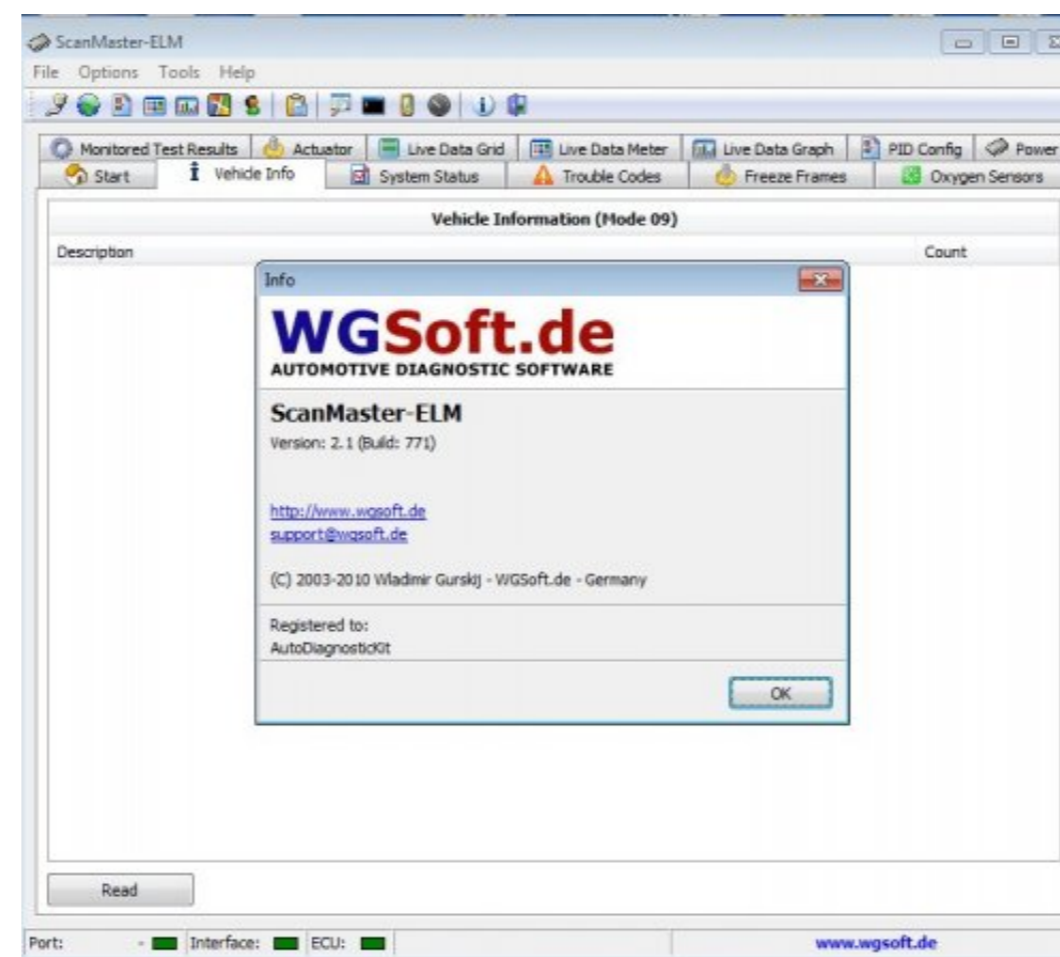 ScanMaster-ELM
File Options Tools Help
Monitored Test Results Actuator Live Data Grid Live Data Meter Live Data Graph PID Config Power
Start Vehicle Info System Status Trouble Codes Freeze Frames Oxygen Sensors
Vehicle Information (Mode 09)
Description Count
Info
WGSoft.de
AUTOMOTIVE DIAGNOSTIC SOFTWARE
ScanMaster-ELM
Version: 2.1 (Build: 771)
http://www.wgsoft.de
support@wgsoft.de
(C) 2003-2010 Wladimir Gurskij - WGSoft.de - Germany
Registered to:
AutoDiagnosticKit
OK
Read
Port: - Interface: ECU: www.wgsoft.de